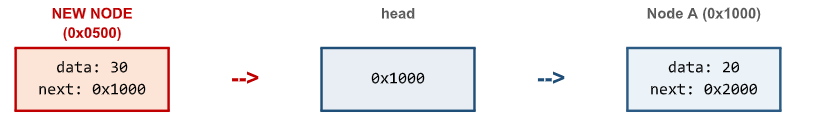 NEW NODE
(0x0500)
data: 30
next: 0x1000
-->
head
0x1000
-->
Node A (0x1000)
data: 20
next: 0x2000